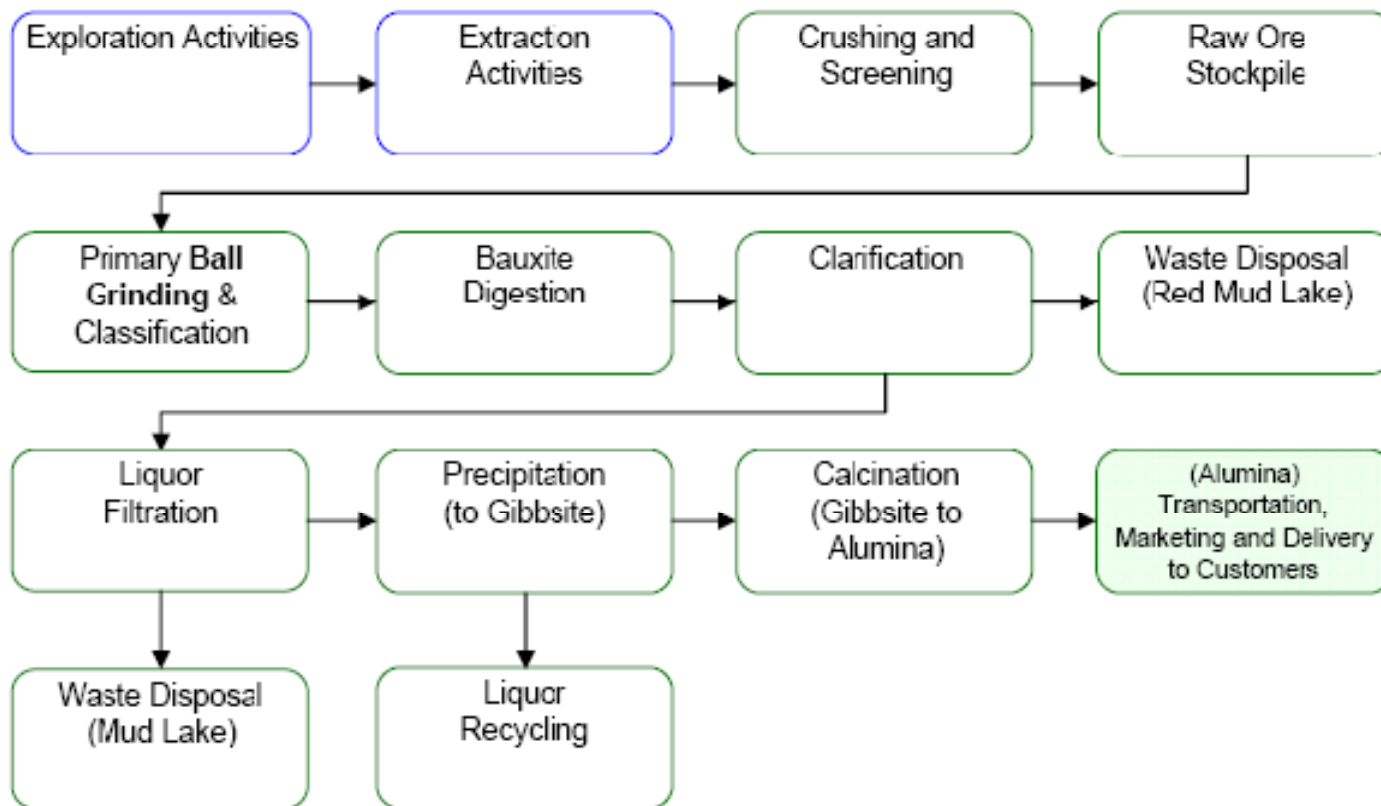 Exploration Activities
Extraction
Activities
Crushing and
Screening
Raw Ore
Stockpile
Primary Ball
Grinding &
Classification
Bauxite
Digestion
Clarification
Waste Disposal
(Red Mud Lake)
Liquor
Filtration
Precipitation
(to Gibbsite)
Calcination
(Gibbsite to
Alumina)
(Alumina)
Transportation,
Marketing and Delivery
to Customers
Waste Disposal
(Mud Lake)
Liquor
Recycling